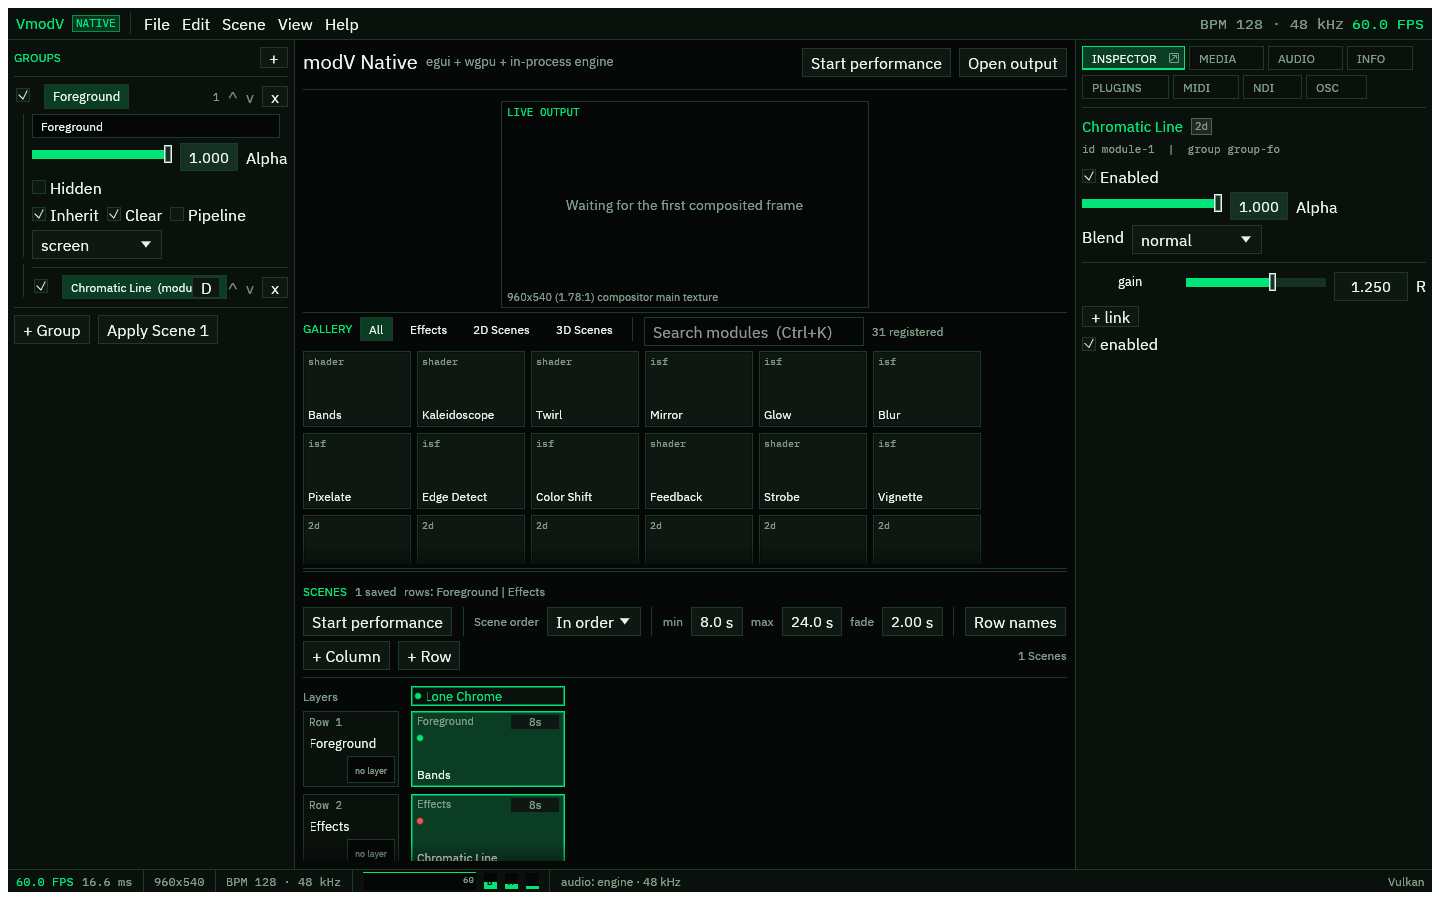 VmodV NATIVE File Edit Scene View Help BPM 128 · 48 kHz 60.0 FPS
GROUPS +
Foreground 1 ^ v x
Foreground
1.000 Alpha
Hidden
Inherit Clear Pipeline
screen
Chromatic Line (modu D ^ v x
+ Group Apply Scene 1
modV Native egui + wgpu + in-process engine Start performance Open output
LIVE OUTPUT
Waiting for the first composited frame
960x540 (1.78:1) compositor main texture
GALLERY All Effects 2D Scenes 3D Scenes Search modules (Ctrl+K) 31 registered
shader shader shader isf isf isf
Bands Kaleidoscope Twirl Mirror Glow Blur
isf isf isf shader shader isf
Pixelate Edge Detect Color Shift Feedback Strobe Vignette
2d 2d 2d 2d 2d 2d
SCENES 1 saved rows: Foreground | Effects
Start performance Scene order In order min 8.0 s max 24.0 s fade 2.00 s Row names
+ Column + Row 1 Scenes
Layers Lone Chrome
Row 1 Foreground 8s
Foreground
no layer Bands
Row 2 Effects 8s
Effects
no layer Chromatic Line
INSPECTOR MEDIA AUDIO INFO
PLUGINS MIDI NDI OSC
Chromatic Line 2d
id module-1 | group group-fo
Enabled
1.000 Alpha
Blend normal
gain 1.250 R
+ link
enabled
60.0 FPS 16.6 ms 960x540 BPM 128 · 48 kHz 60 audio: engine · 48 kHz Vulkan